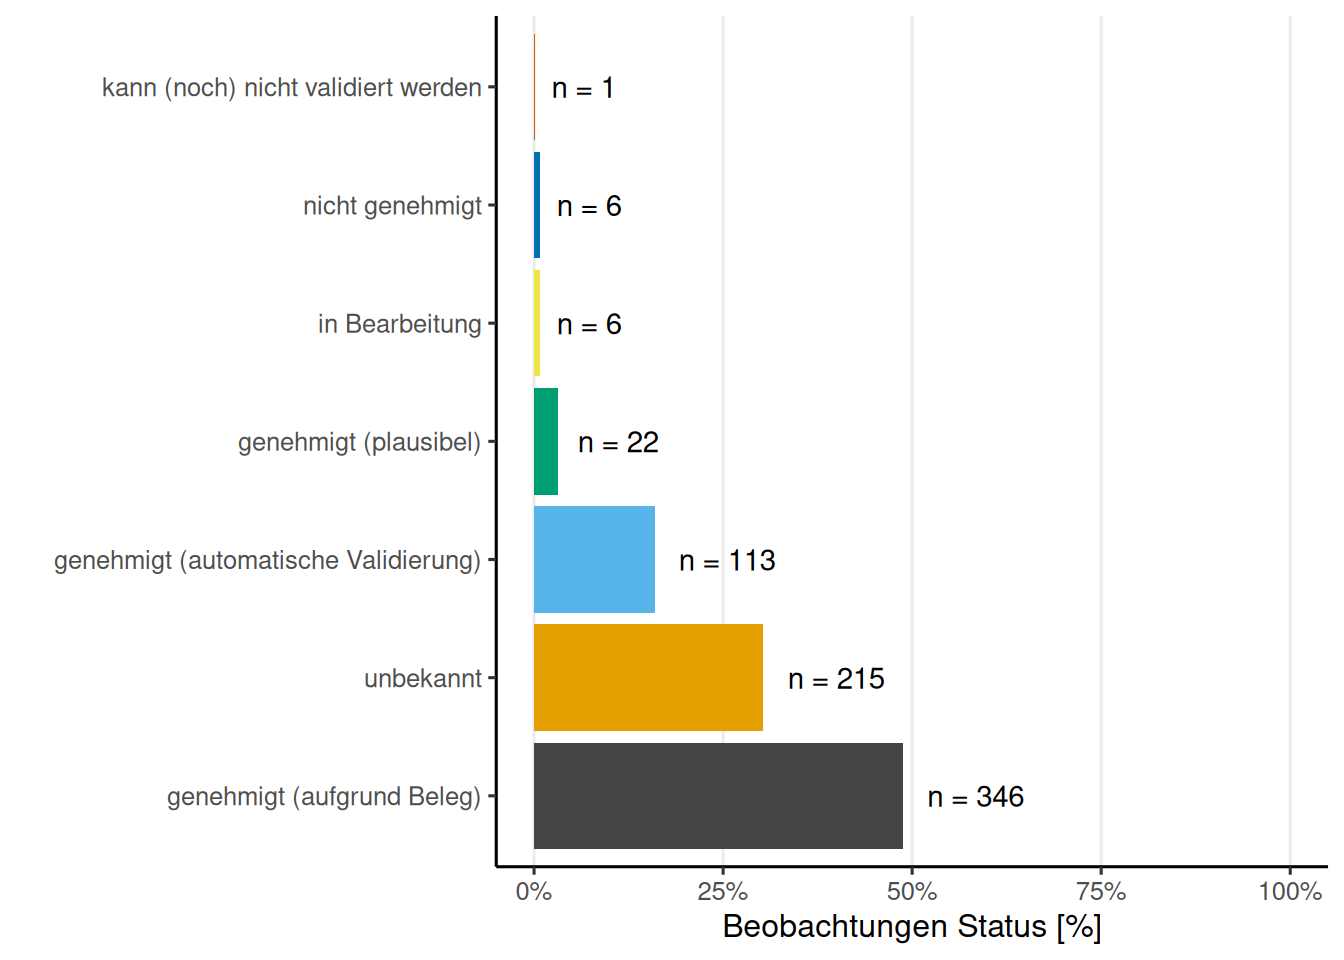 kann (noch) nicht validiert werden n = 1
nicht genehmigt n = 6
in Bearbeitung n = 6
genehmigt (plausibel) n = 22
genehmigt (automatische Validierung) n = 113
unbekannt n = 215
genehmigt (aufgrund Beleg) n = 346
0% 25% 50% 75% 100%
Beobachtungen Status [%]